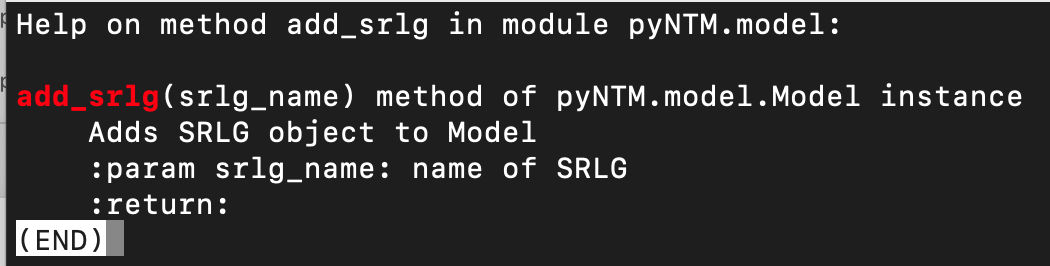 Help on method add_srlg in module pyNTM.model:
add_srlg(srlg_name) method of pyNTM.model.Model instance
Adds SRLG object to Model
:param srlg_name: name of SRLG
:return:
(END)